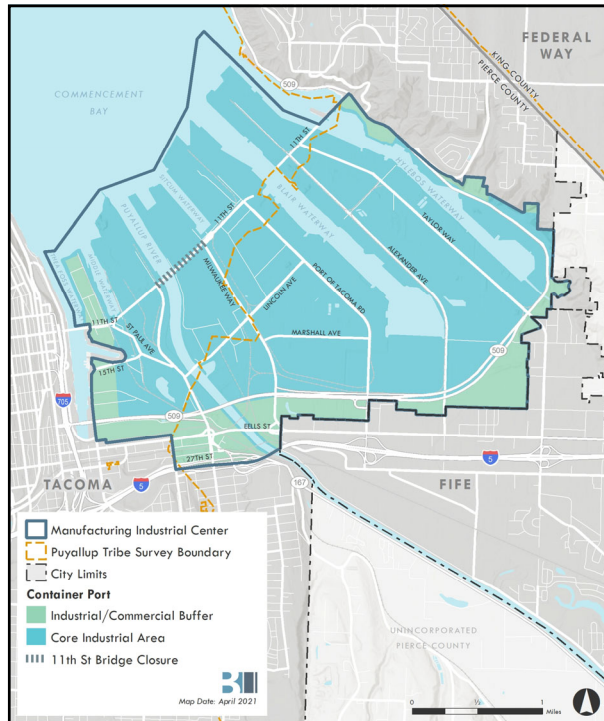 FEDERAL
WAY
KING COUNTY
PIERCE COUNTY
509
COMMENCEMENT
BAY
11TH ST
HYLEBOS WATERWAY
SITCUM WATERWAY
BLAIR WATERWAY
PUYALLUP
RIVER
11TH ST
TAYLOR WAY
ALEXANDER AVE
MIDDLE WATERWAY
MILWAUKEE WAY
LINCOLN AVE
PORT OF TACOMA RD
11TH ST
ST PAUL AVE
MARSHALL AVE
15TH ST
509
705
509
EELLS ST
27TH ST
5
TACOMA
5
167
FIFE
UNINCORPORATED
PIERCE COUNTY
Manufacturing Industrial Center
Puyallup Tribe Survey Boundary
City Limits
Container Port
Industrial/Commercial Buffer
Core Industrial Area
11th St Bridge Closure
Map Date: April 2021
0 ½ 1
Miles